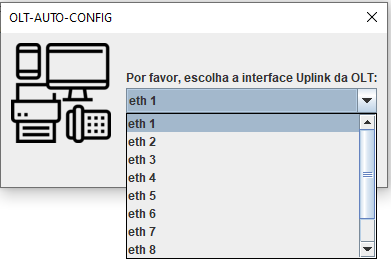 OLT-AUTO-CONFIG
Por favor, escolha a interface Uplink da OLT:
eth 1
eth 1
eth 2
eth 3
eth 4
eth 5
eth 6
eth 7
eth 8